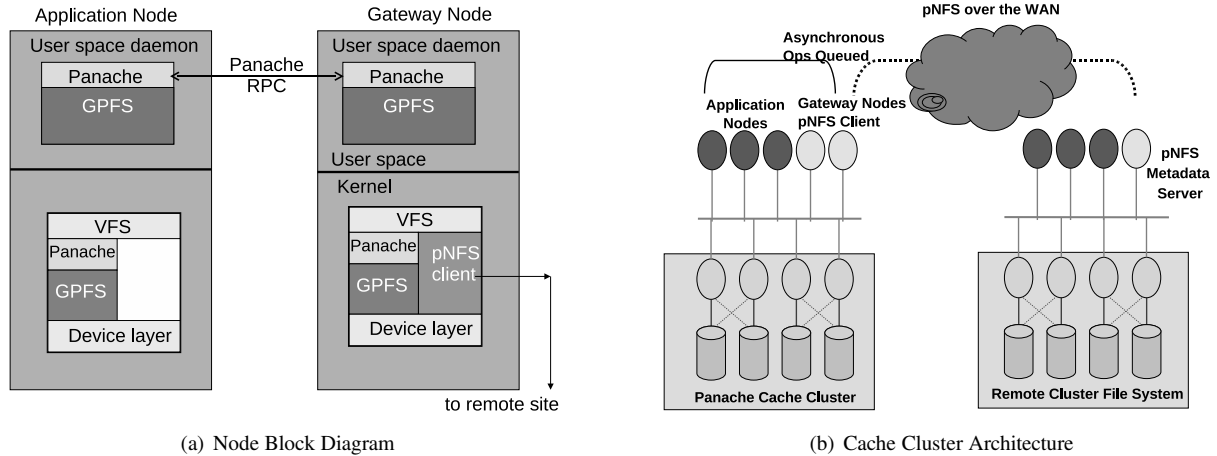 Application Node
User space daemon
Panache
GPFS
VFS
Panache
GPFS
Device layer
Panache
RPC
Gateway Node
User space daemon
Panache
GPFS
User space
Kernel
VFS
Panache
GPFS
pNFS
client
Device layer
to remote site
(a) Node Block Diagram
pNFS over the WAN
Asynchronous
Ops Queued
Application
Nodes
Gateway Nodes
pNFS Client
pNFS
Metadata
Server
Panache Cache Cluster
Remote Cluster File System
(b) Cache Cluster Architecture